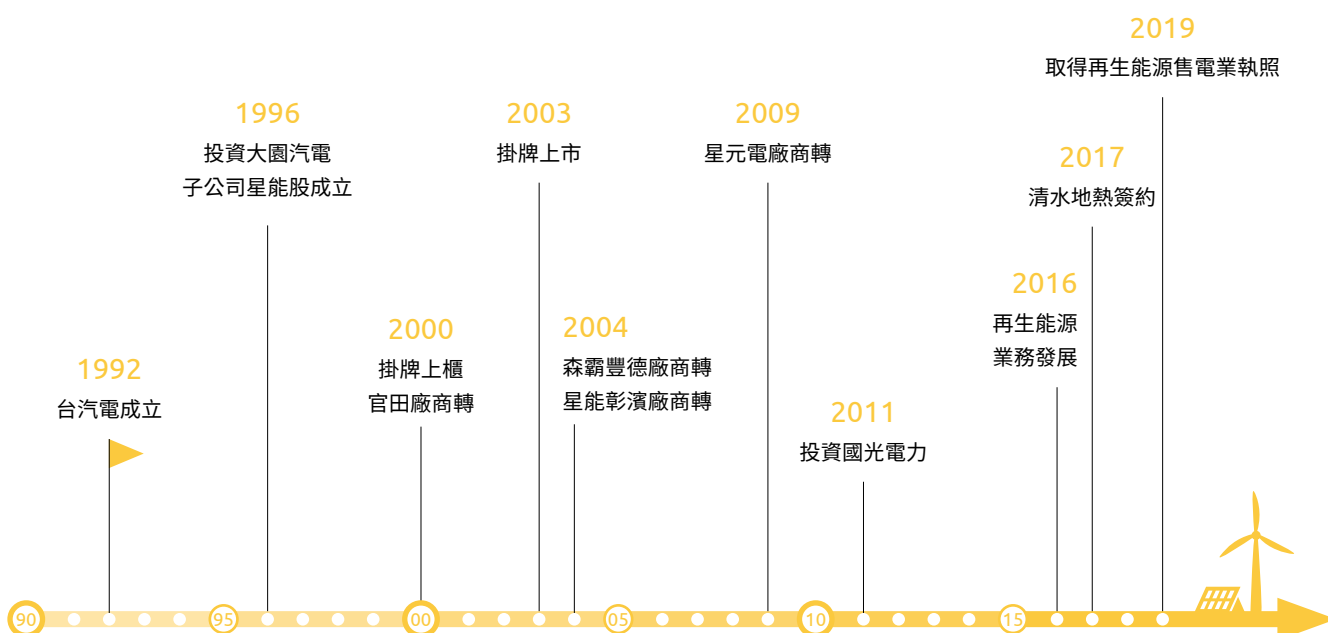 1992
台汽電成立
1996
投資大園汽電
子公司星能股成立
2000
掛牌上櫃
官田廠商轉
2003
掛牌上市
2004
森霸豐德廠商轉
星能彰濱廠商轉
2009
星元電廠商轉
2011
投資國光電力
2016
再生能源
業務發展
2017
清水地熱簽約
2019
取得再生能源售電業執照
90
95
00
05
10
15